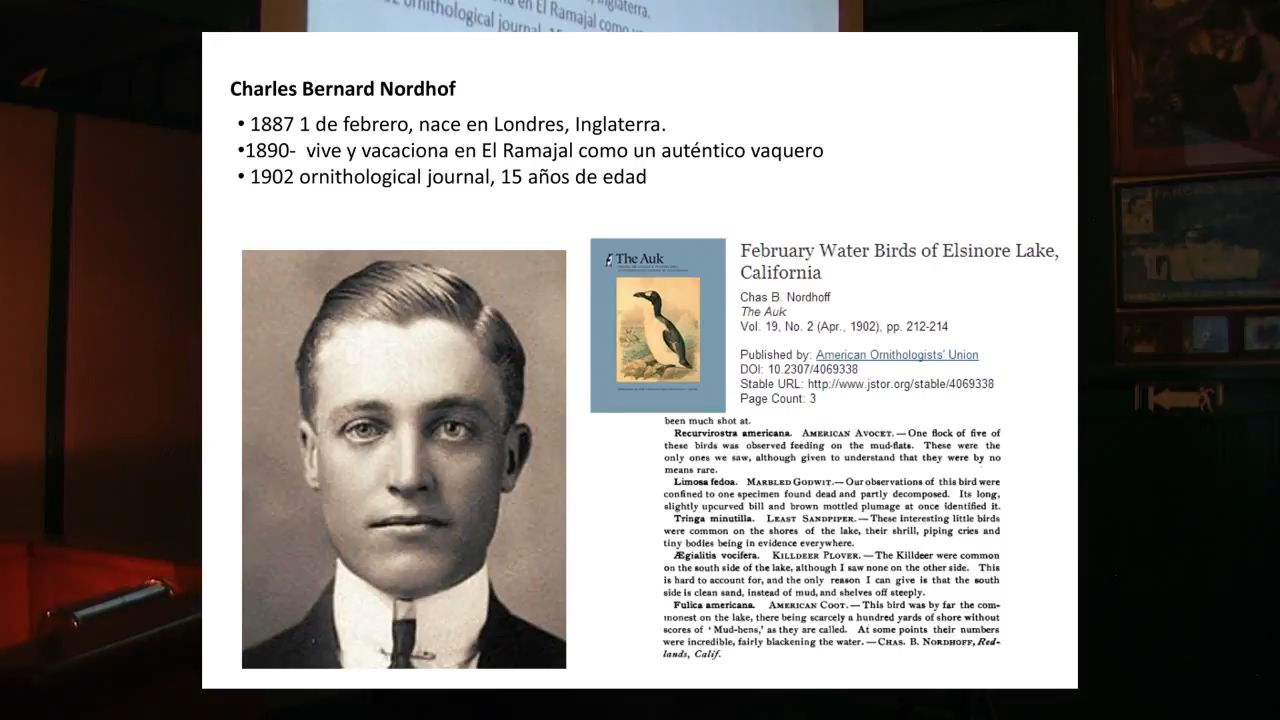 Inglaterra.
en El Ramajal como
ornithological journal,
Charles Bernard Nordhof
• 1887 1 de febrero, nace en Londres, Inglaterra.
•1890- vive y vacaciona en El Ramajal como un auténtico vaquero
• 1902 ornithological journal, 15 años de edad
The Auk
February Water Birds of Elsinore Lake,
California
Chas B. Nordhoff
The Auk
Vol. 19, No. 2 (Apr., 1902), pp. 212-214
Published by: American Ornithologists' Union
DOI: 10.2307/4069338
Stable URL: http://www.jstor.org/stable/4069338
Page Count: 3
been much shot at.
Recurvirostra americana. AMERICAN AVOCET.—One flock of five of
these birds was observed feeding on the mud-flats. These were the
only ones we saw, although given to understand that they were by no
means rare.
Limosa fedoa. MARBLED GODWIT.—Our observations of this bird were
confined to one specimen found dead and partly decomposed. Its long,
slightly upcurved bill and brown mottled plumage at once identified it.
Tringa minutilla. LEAST SANDPIPER.—These interesting little birds
were common on the shores of the lake, their shrill, piping cries and
tiny bodies being in evidence everywhere.
Ægialitis vocifera. KILLDEER PLOVER.—The Killdeer were common
on the south side of the lake, although I saw none on the other side. This
is hard to account for, and the only reason I can give is that the south
side is clean sand, instead of mud, and shelves off steeply.
Fulica americana. AMERICAN COOT.—This bird was by far the com-
monest on the lake, there being scarcely a hundred yards of shore without
scores of 'Mud-hens,' as they are called. At some points their numbers
were incredible, fairly blackening the water.—CHAS. B. NORDHOFF, Red-
lands, Calif.